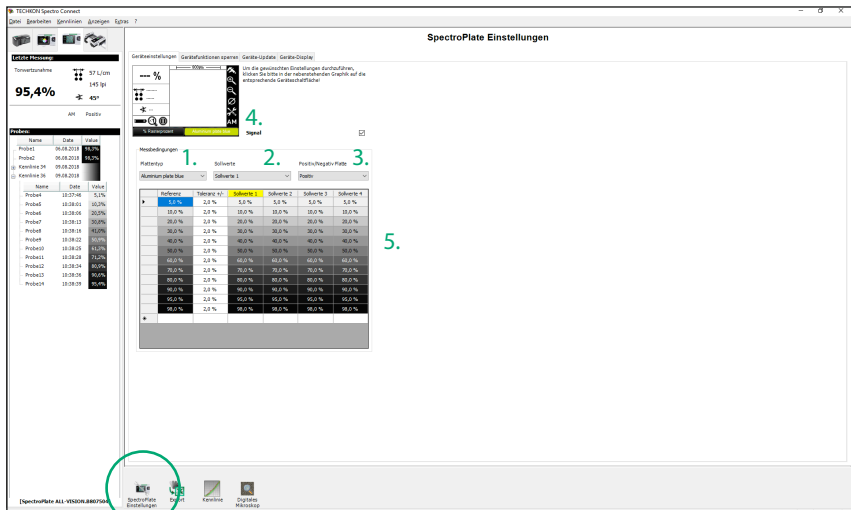 TECHKON Spectro Connect
Datei Bearbeiten Kennlinien Anzeigen Extras ?
SpectroPlate Einstellungen
Letzte Messung:
Tonwertzunahme
57 L/cm
145 lpi
95,4%
45°
AM Positiv
Proben:
Name Date Value
Probe1 06.08.2018 98,3%
Probe2 06.08.2018 98,3%
Kennlinie 34 09.08.2018
Kennlinie 36 09.08.2018
Name Date Value
Probe4 10:37:46 5,1%
Probe5 10:38:01 10,3%
Probe6 10:38:06 20,5%
Probe7 10:38:13 30,8%
Probe8 10:38:16 41,0%
Probe9 10:38:22 50,9%
Probe10 10:38:25 61,3%
Probe11 10:38:28 71,2%
Probe12 10:38:34 80,9%
Probe13 10:38:36 90,6%
Probe14 10:38:39 95,4%
[SpectroPlate ALL-VISION.B807504]
Geräteeinstellungen Gerätefunktionen sperren Geräte-Update Geräte-Display
--- %
Um die gewünschten Einstellungen durchzuführen,
klicken Sie bitte in der nebenstehenden Graphik auf die
entsprechende Geräteschaltfläche!
AM
% Rasterprozent Aluminium plate blue
4.
Signal
Messbedingungen
1. 2. 3.
Plattentyp Sollwerte Positiv/Negativ Platte
Aluminium plate blue Sollwerte 1 Positiv
Referenz Toleranz +/- Sollwerte 1 Sollwerte 2 Sollwerte 3 Sollwerte 4
5,0 % 2,0 % 5,0 % 5,0 % 5,0 % 5,0 %
10,0 % 2,0 % 10,0 % 10,0 % 10,0 % 10,0 %
20,0 % 2,0 % 20,0 % 20,0 % 20,0 % 20,0 %
30,0 % 2,0 % 30,0 % 30,0 % 30,0 % 30,0 %
40,0 % 2,0 % 40,0 % 40,0 % 40,0 % 40,0 %
50,0 % 2,0 % 50,0 % 50,0 % 50,0 % 50,0 %
60,0 % 2,0 % 60,0 % 60,0 % 60,0 % 60,0 %
70,0 % 2,0 % 70,0 % 70,0 % 70,0 % 70,0 %
80,0 % 2,0 % 80,0 % 80,0 % 80,0 % 80,0 %
90,0 % 2,0 % 90,0 % 90,0 % 90,0 % 90,0 %
95,0 % 2,0 % 95,0 % 95,0 % 95,0 % 95,0 %
98,0 % 2,0 % 98,0 % 98,0 % 98,0 % 98,0 %
5.
SpectroPlate
Einstellungen
Export
Kennlinie
Digitales
Mikroskop